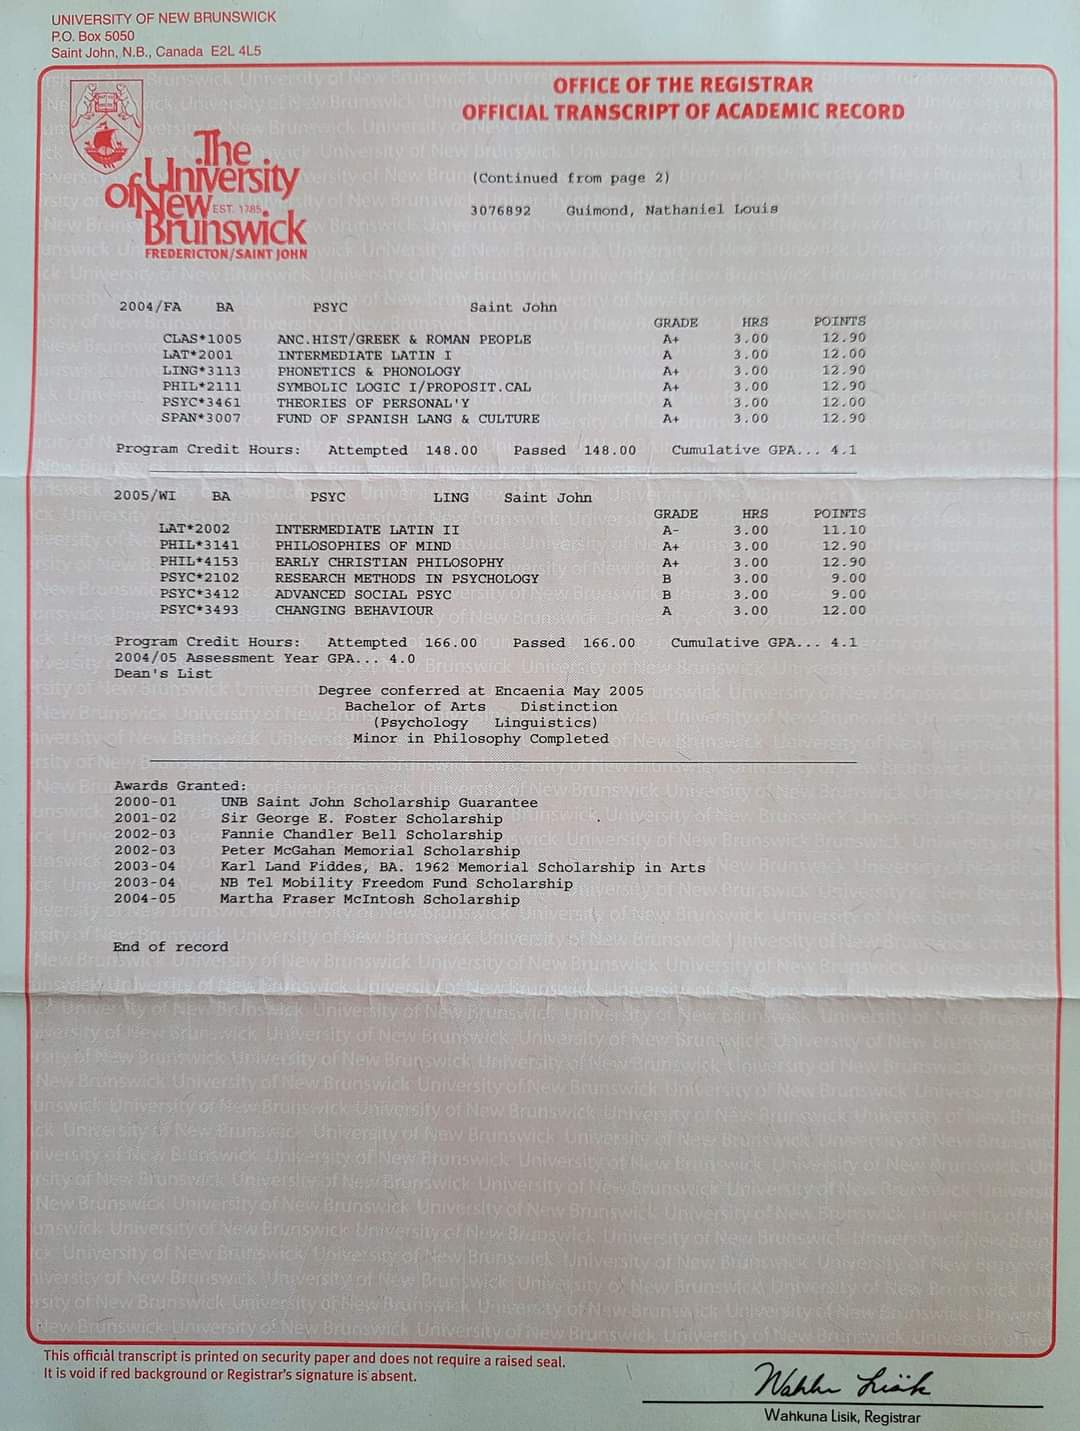 UNIVERSITY OF NEW BRUNSWICK
P.O. Box 5050
Saint John, N.B., Canada E2L 4L5
OFFICE OF THE REGISTRAR
OFFICIAL TRANSCRIPT OF ACADEMIC RECORD
The
University
of New
EST. 1785
Brunswick
FREDERICTON/SAINT JOHN
(Continued from page 2)
3076892 Guimond, Nathaniel Louis
2004/FA BA PSYC Saint John
GRADE HRS POINTS
CLAS*1005 ANC.HIST/GREEK & ROMAN PEOPLE A+ 3.00 12.90
LAT*2001 INTERMEDIATE LATIN I A 3.00 12.00
LING*3113 PHONETICS & PHONOLOGY A+ 3.00 12.90
PHIL*2111 SYMBOLIC LOGIC I/PROPOSIT.CAL A+ 3.00 12.90
PSYC*3461 THEORIES OF PERSONAL'Y A 3.00 12.00
SPAN*3007 FUND OF SPANISH LANG & CULTURE A+ 3.00 12.90
Program Credit Hours: Attempted 148.00 Passed 148.00 Cumulative GPA... 4.1
2005/WI BA PSYC LING Saint John
GRADE HRS POINTS
LAT*2002 INTERMEDIATE LATIN II A- 3.00 11.10
PHIL*3141 PHILOSOPHIES OF MIND A+ 3.00 12.90
PHIL*4153 EARLY CHRISTIAN PHILOSOPHY A+ 3.00 12.90
PSYC*2102 RESEARCH METHODS IN PSYCHOLOGY B 3.00 9.00
PSYC*3412 ADVANCED SOCIAL PSYC B 3.00 9.00
PSYC*3493 CHANGING BEHAVIOUR A 3.00 12.00
Program Credit Hours: Attempted 166.00 Passed 166.00 Cumulative GPA... 4.1
2004/05 Assessment Year GPA... 4.0
Dean's List
Degree conferred at Encaenia May 2005
Bachelor of Arts Distinction
(Psychology Linguistics)
Minor in Philosophy Completed
Awards Granted:
2000-01 UNB Saint John Scholarship Guarantee
2001-02 Sir George E. Foster Scholarship
2002-03 Fannie Chandler Bell Scholarship
2002-03 Peter McGahan Memorial Scholarship
2003-04 Karl Land Fiddes, BA. 1962 Memorial Scholarship in Arts
2003-04 NB Tel Mobility Freedom Fund Scholarship
2004-05 Martha Fraser McIntosh Scholarship
End of record
This official transcript is printed on security paper and does not require a raised seal.
It is void if red background or Registrar's signature is absent.
Wahkuna Lisik, Registrar